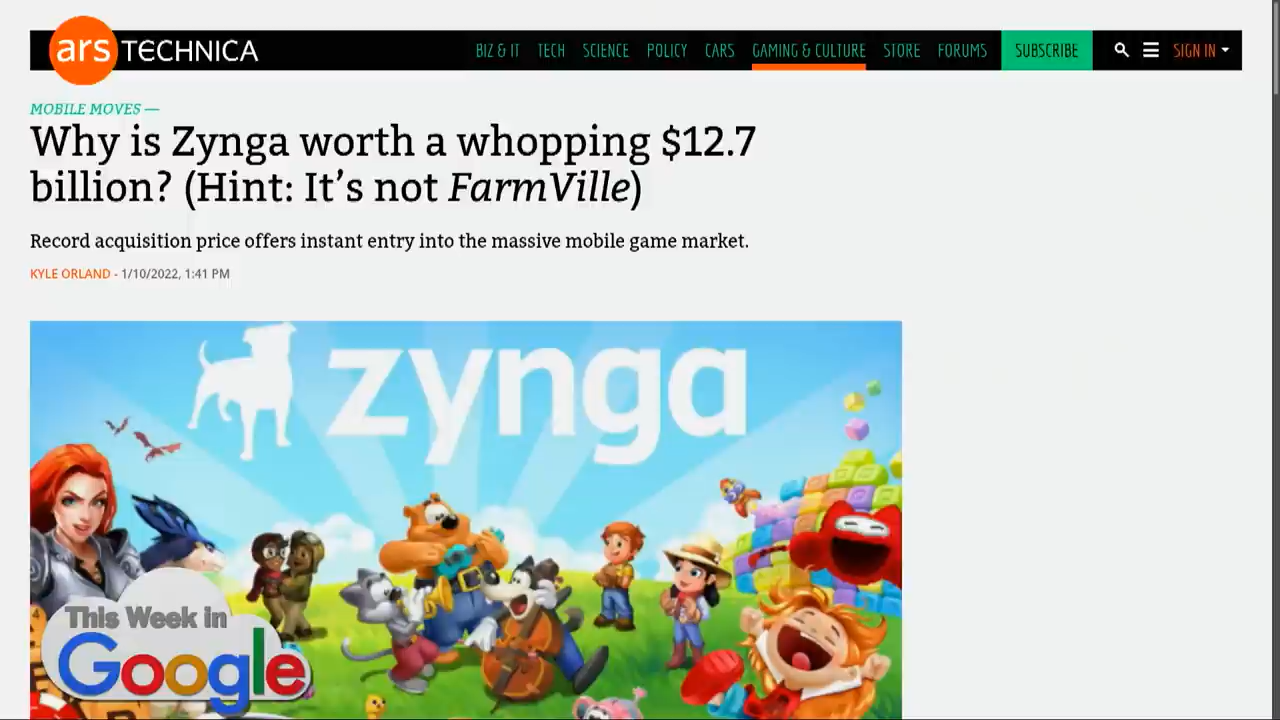 ars TECHNICA
BIZ & IT TECH SCIENCE POLICY CARS GAMING & CULTURE STORE FORUMS SUBSCRIBE SIGN IN
MOBILE MOVES —
Why is Zynga worth a whopping $12.7
billion? (Hint: It’s not FarmVille)
Record acquisition price offers instant entry into the massive mobile game market.
KYLE ORLAND - 1/10/2022, 1:41 PM
zynga
This Week in
Google